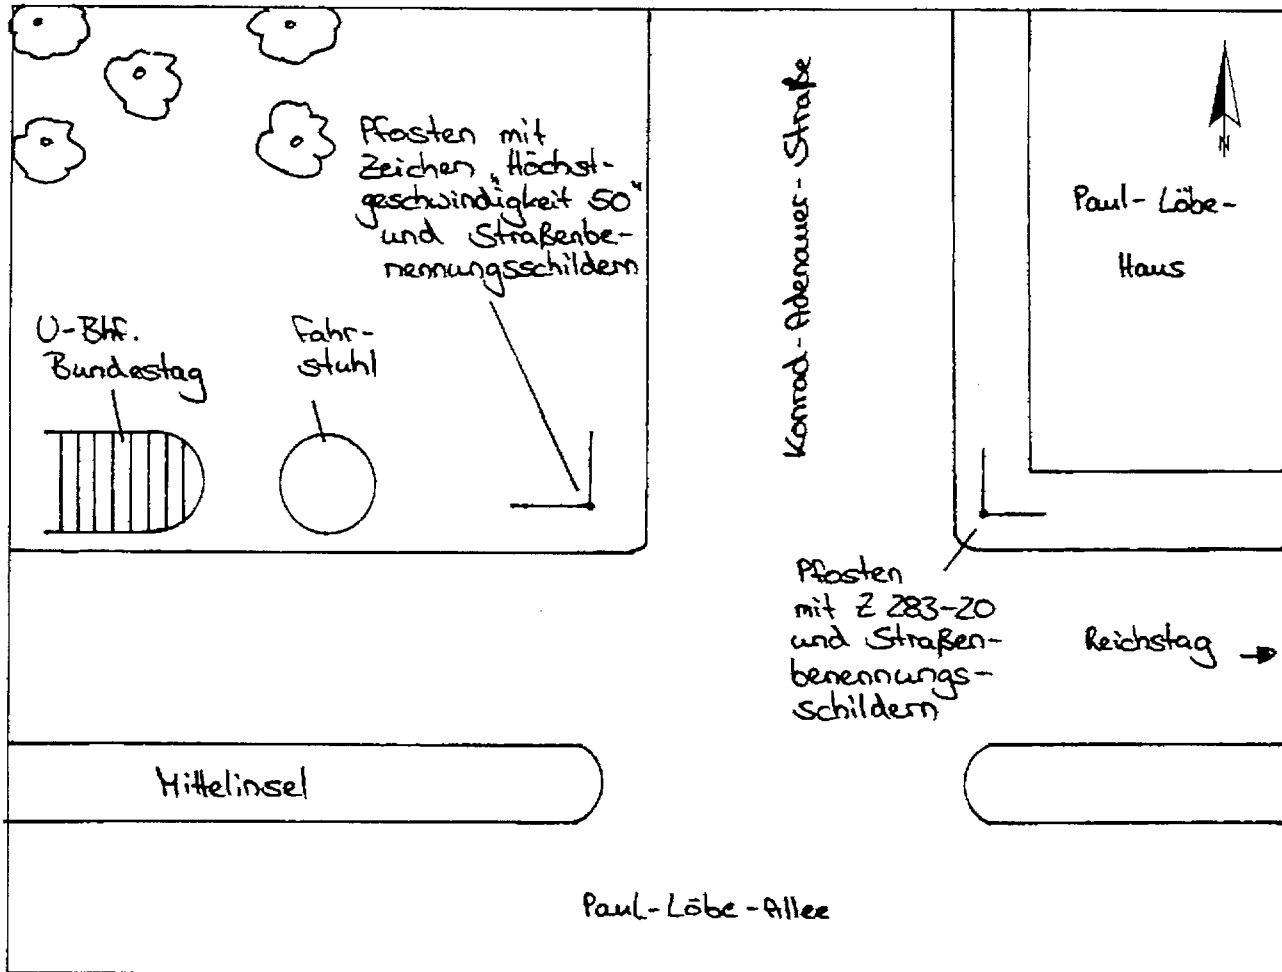 Pfosten mit
Zeichen „Höchst-
geschwindigkeit 50“
und Straßenbe-
nennungsschildern
Konrad-Adenauer-Straße
N
Paul-Löbe-
Haus
U-Bhf.
Bundestag
Fahr-
stuhl
Pfosten
mit Z 283-20
und Straßen-
benennungs-
schildern
Reichstag
Mittelinsel
Paul-Löbe-Allee